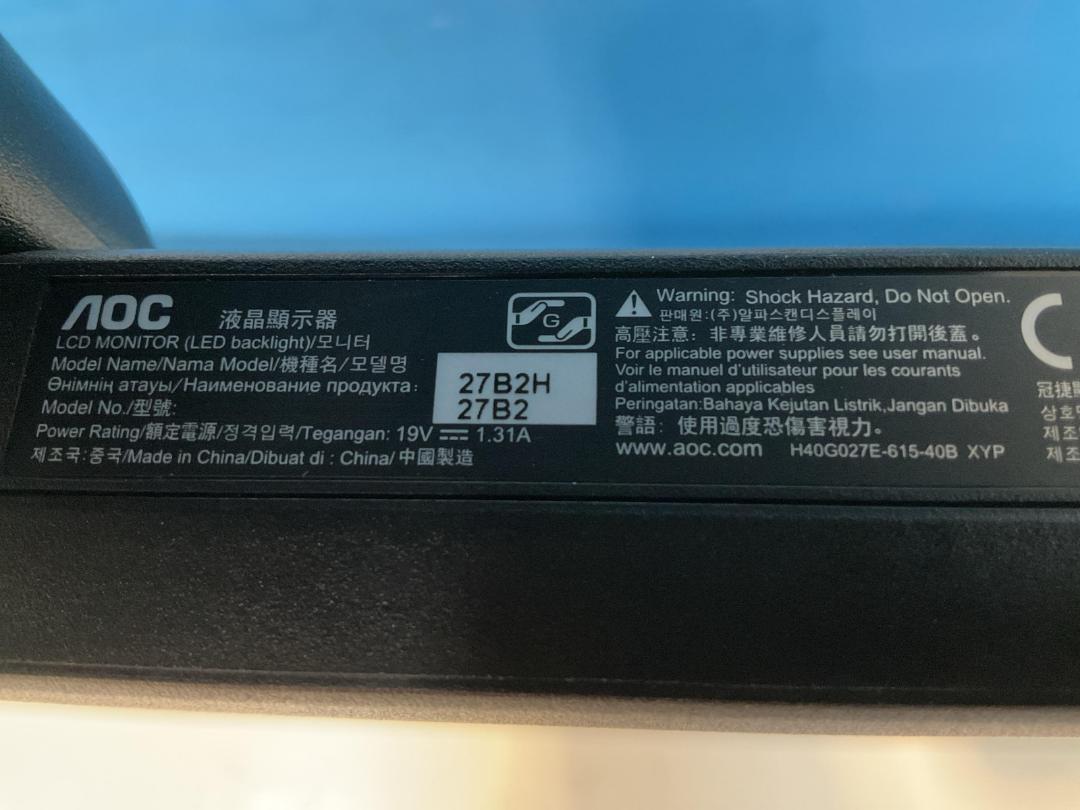 AOC 液晶顯示器
LCD MONITOR (LED backlight)/모니터
Model Name/Nama Model/機種名/모델명
Өнімнің атауы/Наименование продукта:
27B2H
Model No./型號:
27B2
Power Rating/額定電源/정격입력/Tegangan: 19V ⎓ 1.31A
제조국:중국/Made in China/Dibuat di : China/中國製造
G
Warning: Shock Hazard, Do Not Open.
판매원:(주)알파스캔디스플레이
高壓注意: 非專業維修人員請勿打開後蓋。
For applicable power supplies see user manual.
Voir le manuel d'utilisateur pour les courants
d'alimentation applicables
Peringatan:Bahaya Kejutan Listrik,Jangan Dibuka
警語: 使用過度恐傷害視力。
www.aoc.com H40G027E-615-40B XYP
冠捷
상호
제조
제조